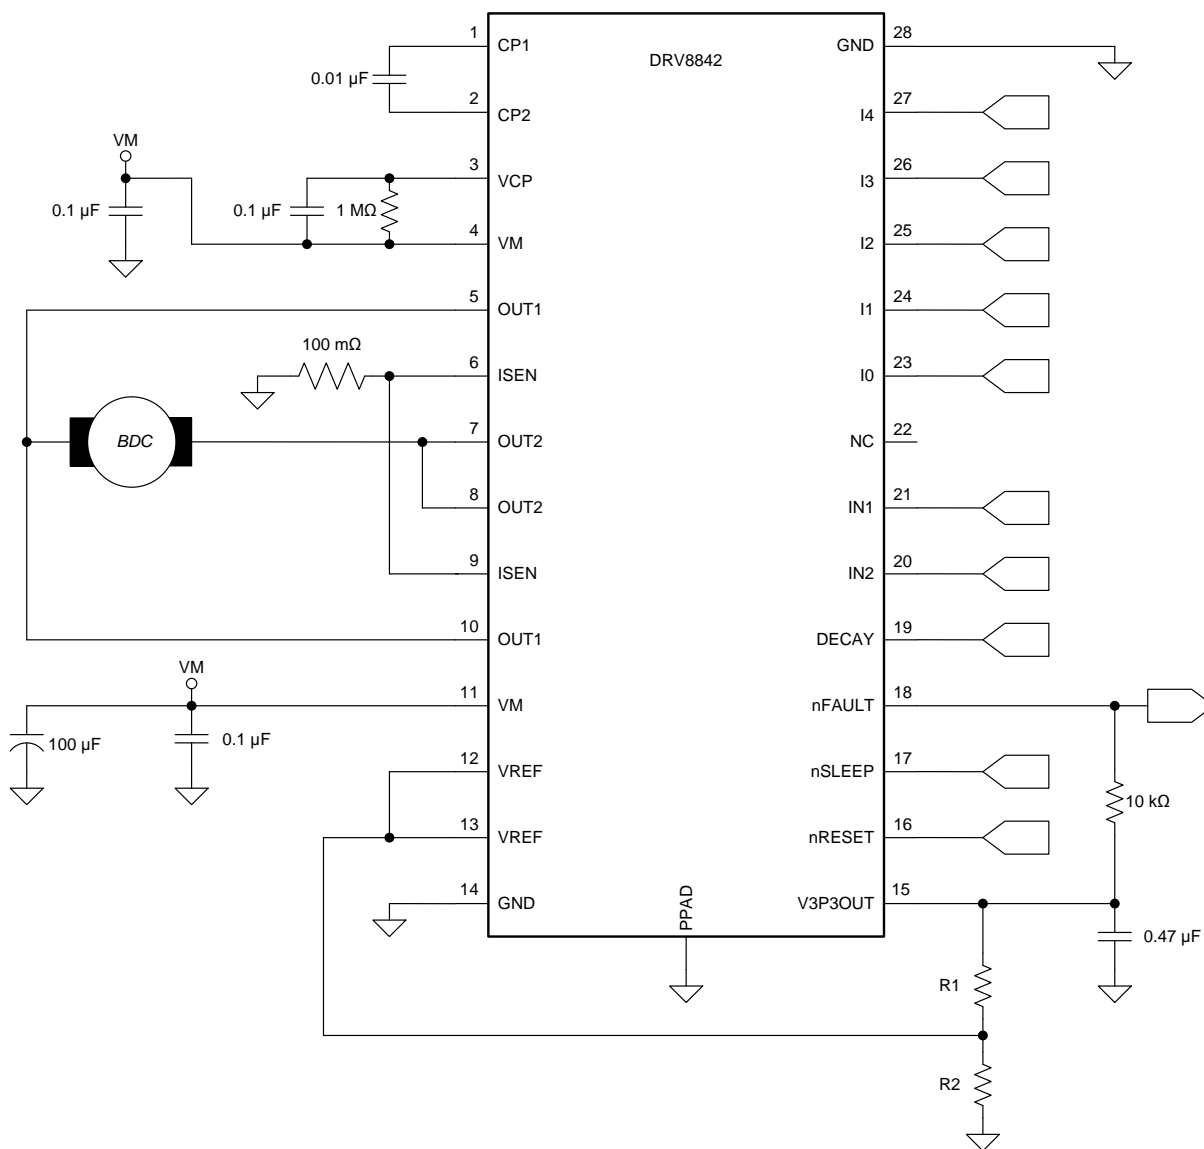 DRV8842
1
CP1
0.01 µF
2
CP2
VM
3
VCP
0.1 µF
0.1 µF
1 MΩ
4
VM
5
OUT1
100 mΩ
6
ISEN
BDC
7
OUT2
8
OUT2
9
ISEN
10
OUT1
VM
11
VM
100 µF
0.1 µF
12
VREF
13
VREF
14
GND
PPAD
28
GND
27
I4
26
I3
25
I2
24
I1
23
I0
22
NC
21
IN1
20
IN2
19
DECAY
18
nFAULT
17
nSLEEP
10 kΩ
16
nRESET
15
V3P3OUT
0.47 µF
R1
R2